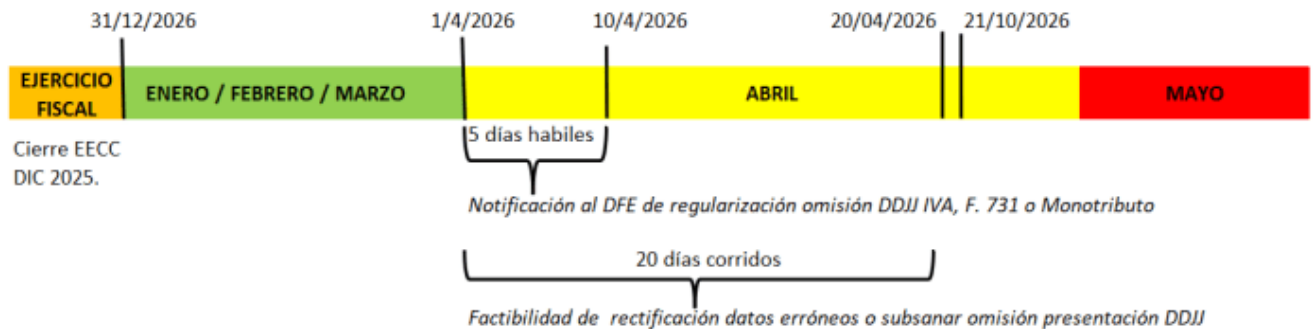 31/12/2026 1/4/2026 10/4/2026 20/04/2026 21/10/2026
EJERCICIO
FISCAL
ENERO / FEBRERO / MARZO
ABRIL
MAYO
Cierre EECC
DIC 2025.
5 días habiles
Notificación al DFE de regularización omisión DDJJ IVA, F. 731 o Monotributo
20 días corridos
Factibilidad de rectificación datos erróneos o subsanar omisión presentación DDJJ